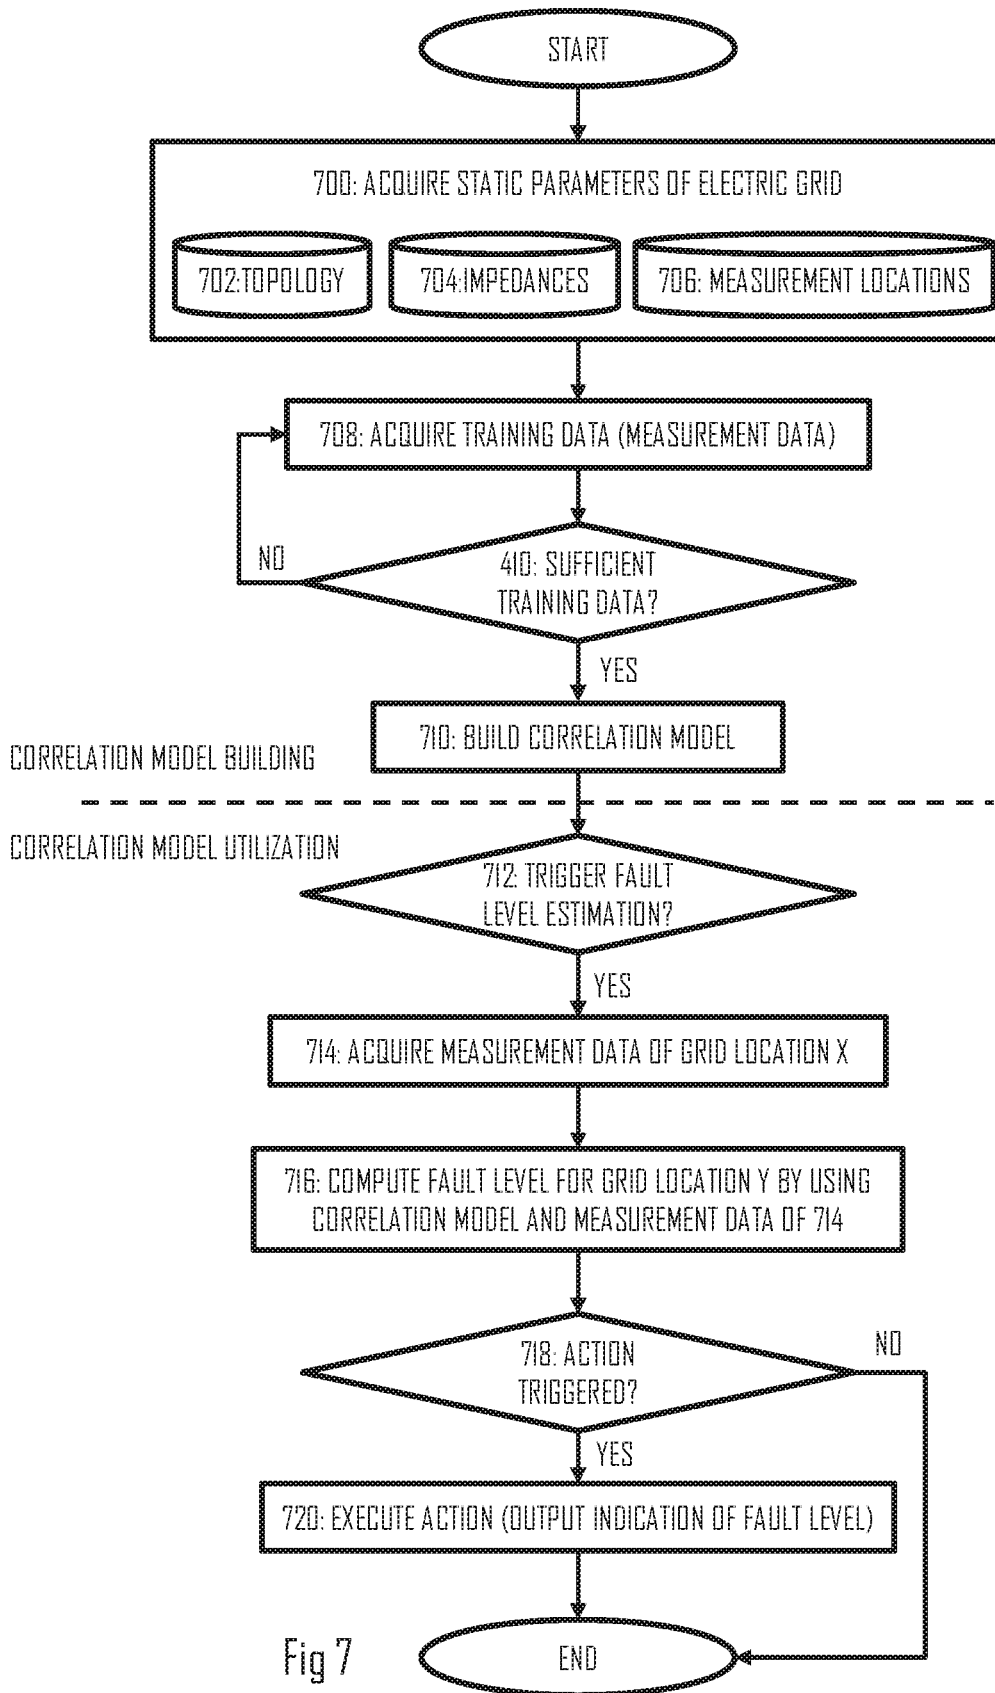 START
700: ACQUIRE STATIC PARAMETERS OF ELECTRIC GRID
702:TOPOLOGY
704:IMPEDANCES
706: MEASUREMENT LOCATIONS
708: ACQUIRE TRAINING DATA (MEASUREMENT DATA)
NO
410: SUFFICIENT
TRAINING DATA?
YES
710: BUILD CORRELATION MODEL
CORRELATION MODEL BUILDING
CORRELATION MODEL UTILIZATION
712: TRIGGER FAULT
LEVEL ESTIMATION?
YES
714: ACQUIRE MEASUREMENT DATA OF GRID LOCATION X
716: COMPUTE FAULT LEVEL FOR GRID LOCATION Y BY USING
CORRELATION MODEL AND MEASUREMENT DATA OF 714
718: ACTION
TRIGGERED?
NO
YES
720: EXECUTE ACTION (OUTPUT INDICATION OF FAULT LEVEL)
END
Fig 7